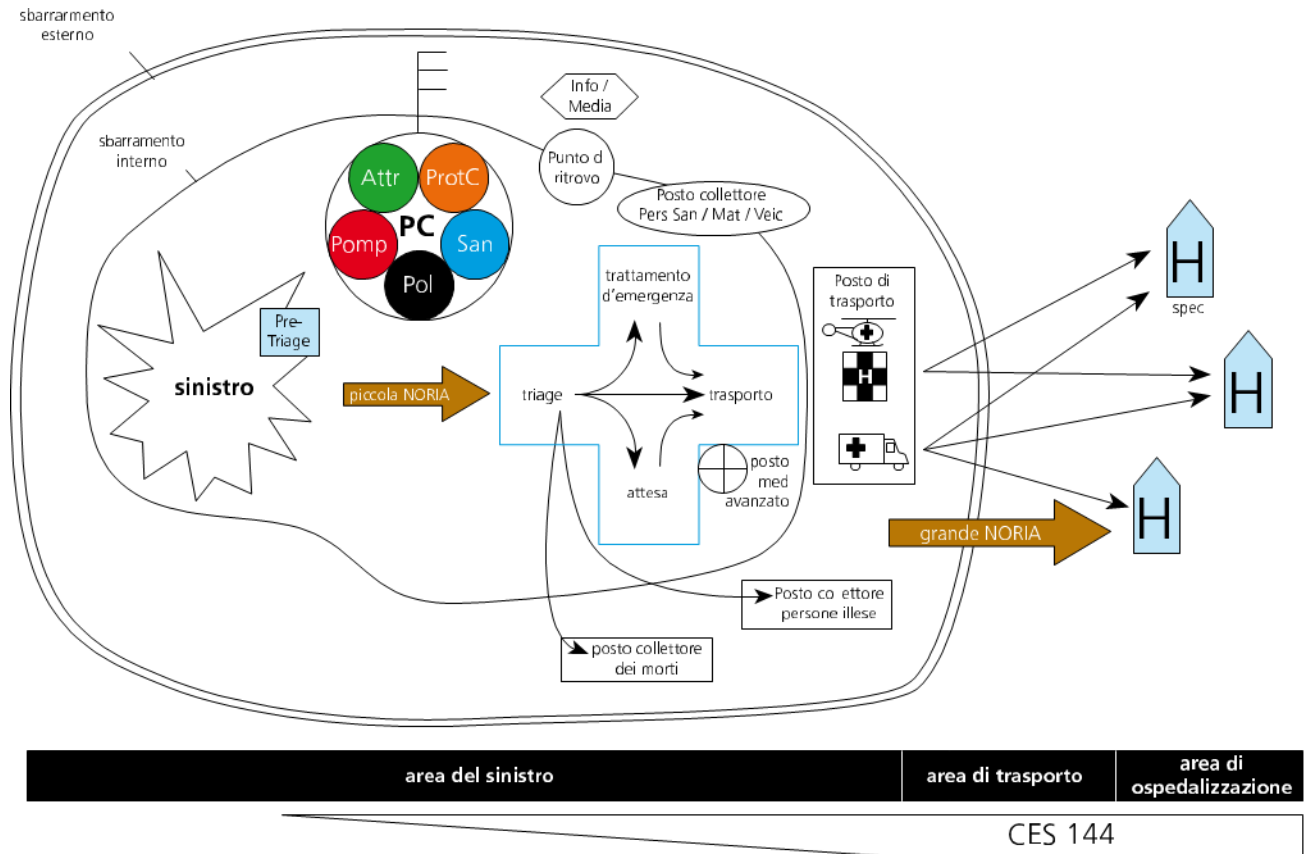 sbarrarmento
esterno
sbarramento
interno
Info /
Media
Punto d
ritrovo
Posto collettore
Pers San / Mat / Veic
Attr
ProtC
PC
Pomp
San
Pol
Pre-
Triage
sinistro
piccola NORIA
trattamento
d'emergenza
triage
trasporto
attesa
posto
med
avanzato
Posto di
trasporto
H
H
spec
H
H
grande NORIA
Posto co ettore
persone illese
posto collettore
dei morti
area del sinistro
area di trasporto
area di
ospedalizzazione
CES 144